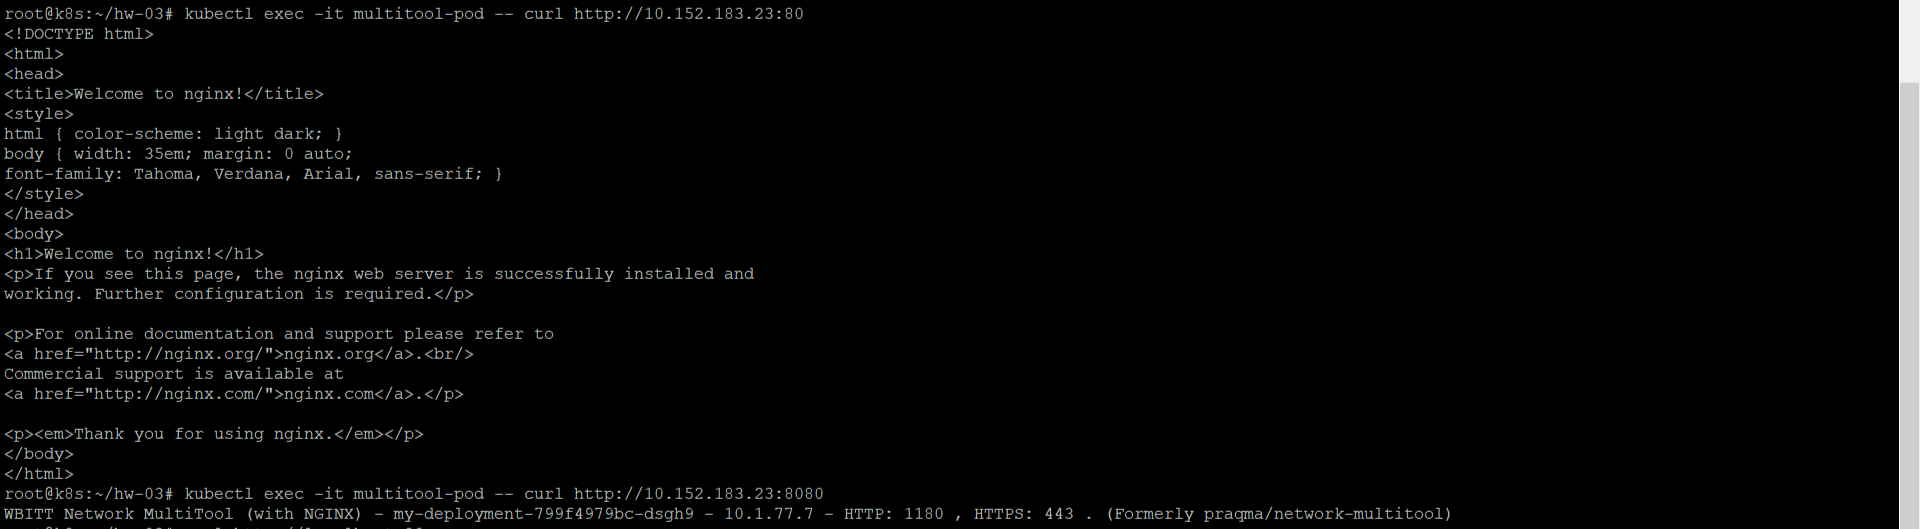 root@k8s:~/hw-03# kubectl exec -it multitool-pod -- curl http://10.152.183.23:80
<!DOCTYPE html>
<html>
<head>
<title>Welcome to nginx!</title>
<style>
html { color-scheme: light dark; }
body { width: 35em; margin: 0 auto;
font-family: Tahoma, Verdana, Arial, sans-serif; }
</style>
</head>
<body>
<h1>Welcome to nginx!</h1>
<p>If you see this page, the nginx web server is successfully installed and
working. Further configuration is required.</p>

<p>For online documentation and support please refer to
<a href="http://nginx.org/">nginx.org</a>.<br/>
Commercial support is available at
<a href="http://nginx.com/">nginx.com</a>.</p>

<p><em>Thank you for using nginx.</em></p>
</body>
</html>
root@k8s:~/hw-03# kubectl exec -it multitool-pod -- curl http://10.152.183.23:8080
WBITT Network MultiTool (with NGINX) - my-deployment-799f4979bc-dsgh9 - 10.1.77.7 - HTTP: 1180 , HTTPS: 443 . (Formerly praqma/network-multitool)